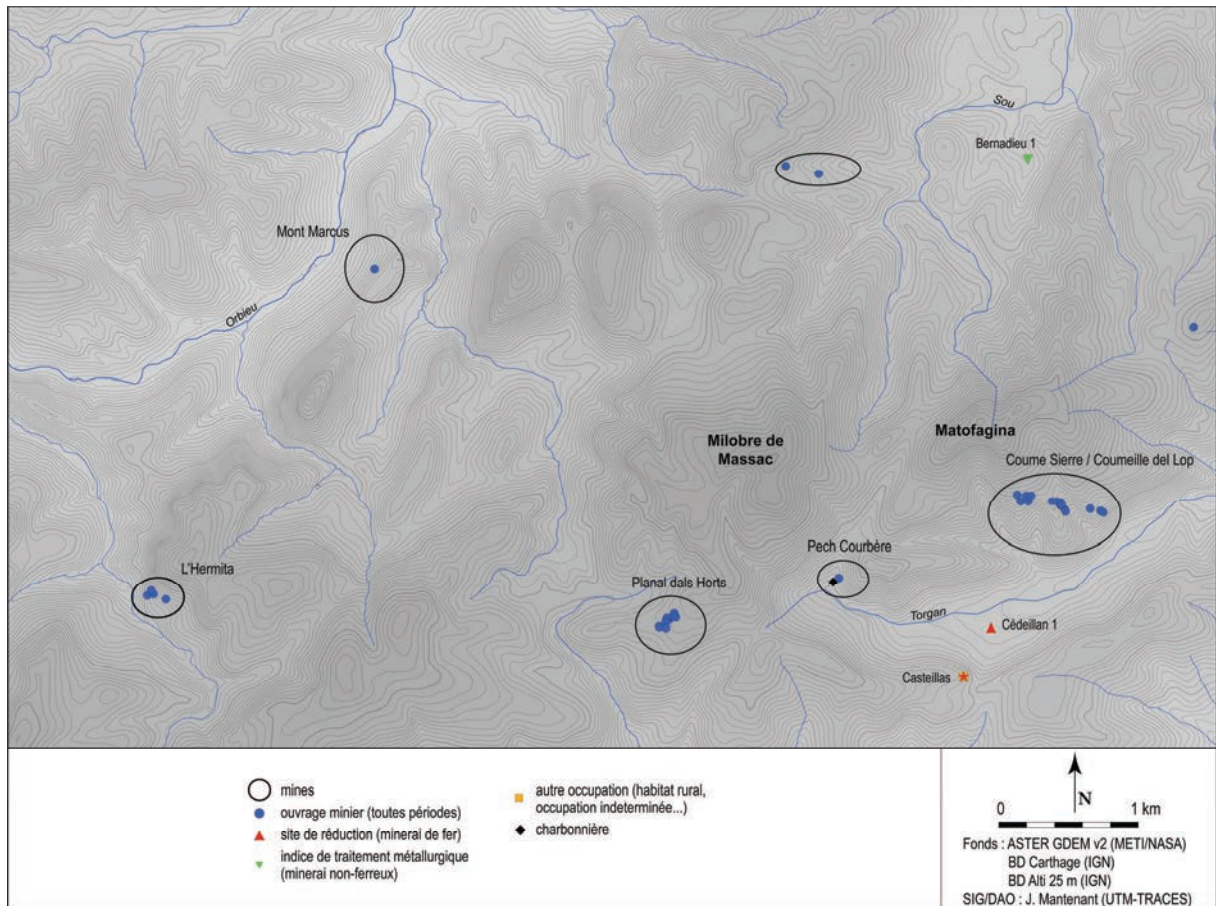 Sou
Bernadieu 1
Mont Marcus
Orbieu
Milobre de
Massac
Matofagina
Coume Sierre / Coumeille del Lop
Pech Courbère
L'Hermita
Planal dals Horts
Torgan
Cédeillan 1
Casteillas
mines
ouvrage minier (toutes périodes)
site de réduction (minerai de fer)
indice de traitement métallurgique
(minerai non-ferreux)
autre occupation (habitat rural,
occupation indeterminée...)
charbonnière
N
0 1 km
Fonds : ASTER GDEM v2 (METI/NASA)
BD Carthage (IGN)
BD Alti 25 m (IGN)
SIG/DAO : J. Mantenant (UTM-TRACES)